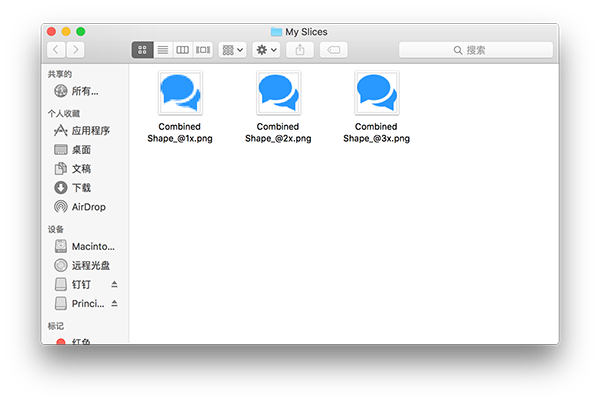 My Slices
搜索
共享的
所有...
个人收藏
应用程序
桌面
文稿
下载
AirDrop
设备
Macinto...
远程光盘
钉钉
Princi...
标记
红色
Combined
Shape_@1x.png
Combined
Shape_@2x.png
Combined
Shape_@3x.png